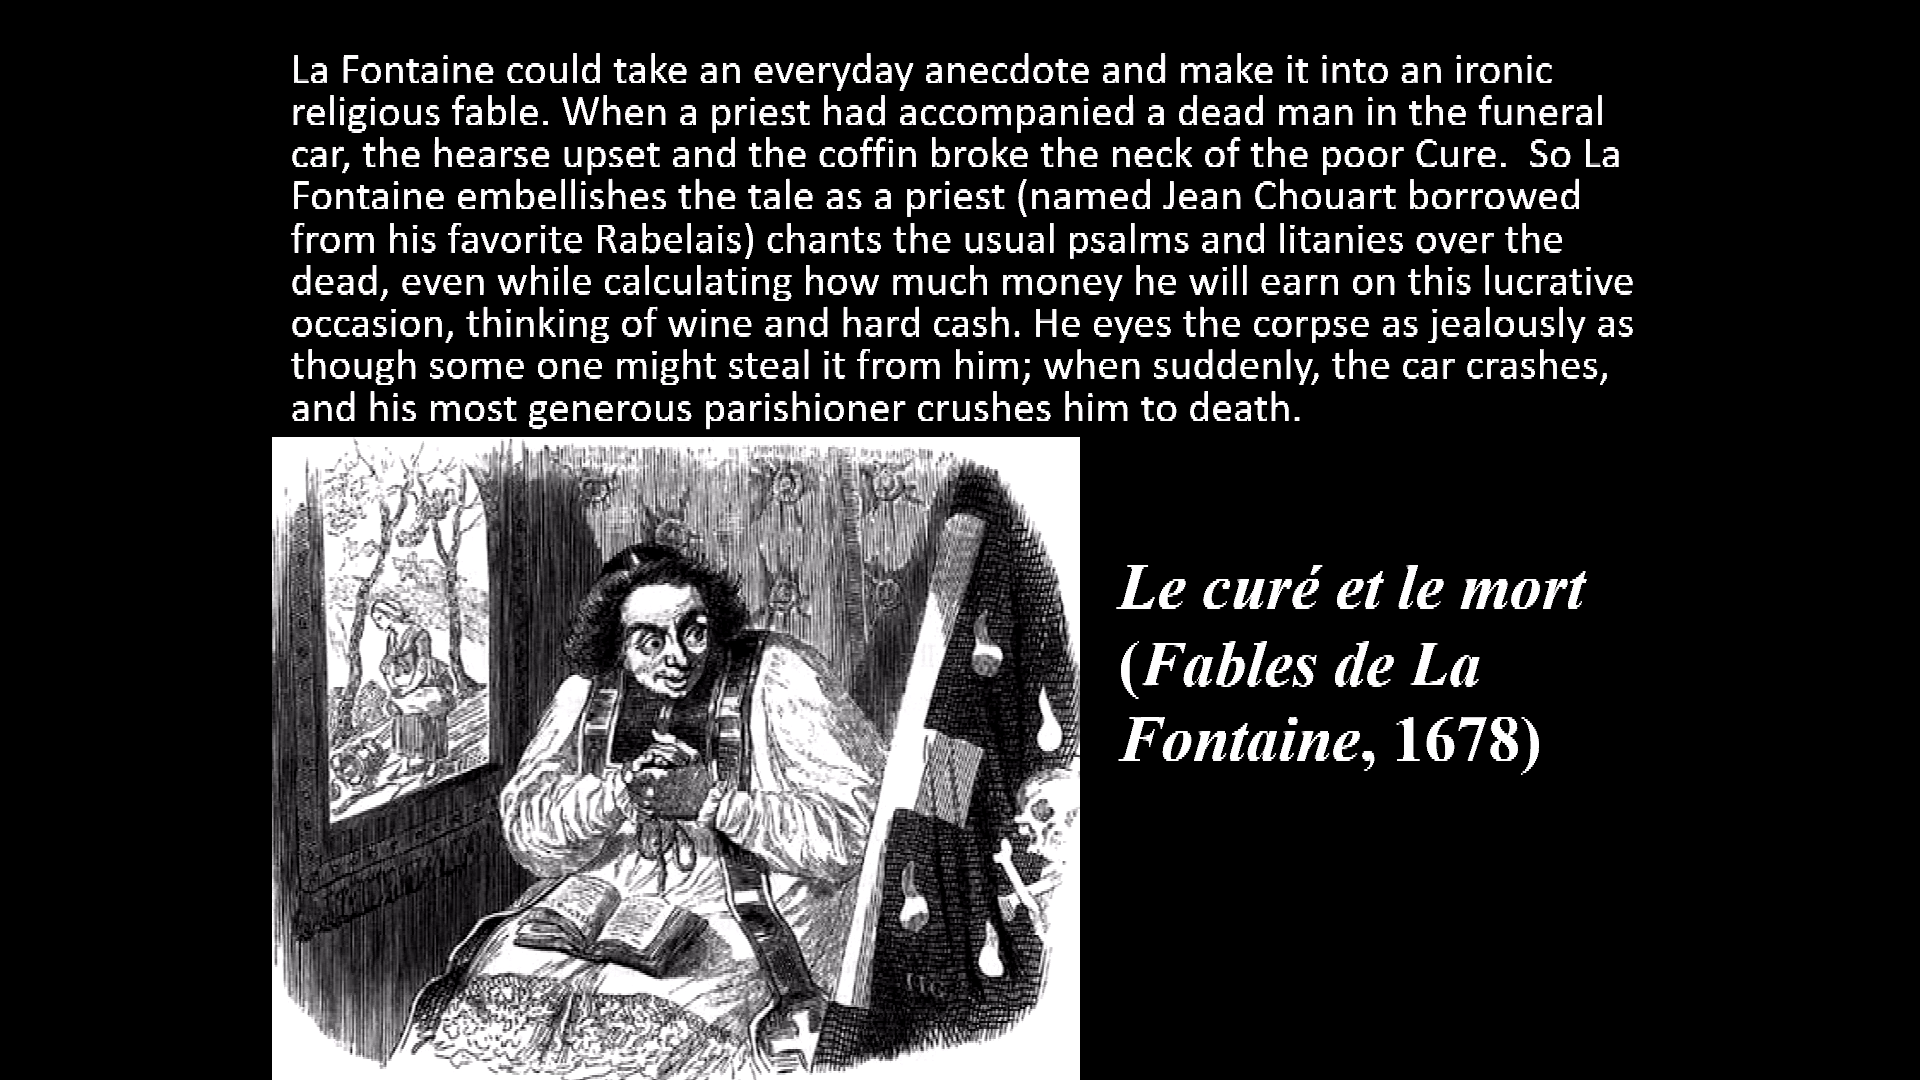 La Fontaine could take an everyday anecdote and make it into an ironic
religious fable. When a priest had accompanied a dead man in the funeral
car, the hearse upset and the coffin broke the neck of the poor Cure.  So La
Fontaine embellishes the tale as a priest (named Jean Chouart borrowed
from his favorite Rabelais) chants the usual psalms and litanies over the
dead, even while calculating how much money he will earn on this lucrative
occasion, thinking of wine and hard cash. He eyes the corpse as jealously as
though some one might steal it from him; when suddenly, the car crashes,
and his most generous parishioner crushes him to death.
Le curé et le mort
(Fables de La
Fontaine, 1678)